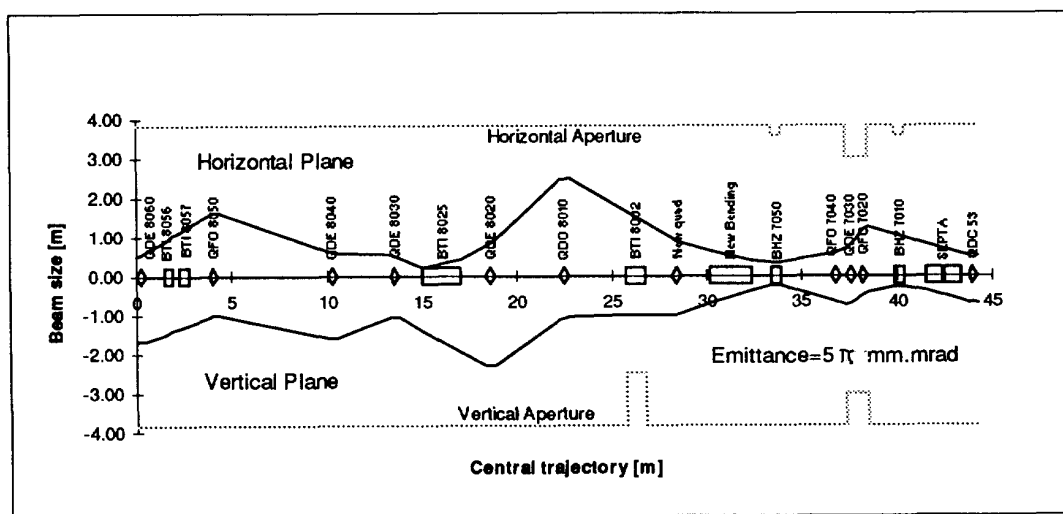 4.00
3.00
2.00
1.00
0.00
-1.00
-2.00
-3.00
-4.00
Beam size [m]
Horizontal Aperture
Horizontal Plane
QDE 8060
BTI 8056
BTI 8057
QFO 8050
QDE 8040
QDE 8030
BTI 8025
QDE 8020
QDO 8010
BTI 8002
New quad
New Bending
BHZ 7050
QFO 7040
QDE 7030
QFO 7020
BHZ 7010
SEPTA
QDC 53
0 5 10 15 20 25 30 35 40 45
Emittance=5 π mm.mrad
Vertical Plane
Vertical Aperture
Central trajectory [m]